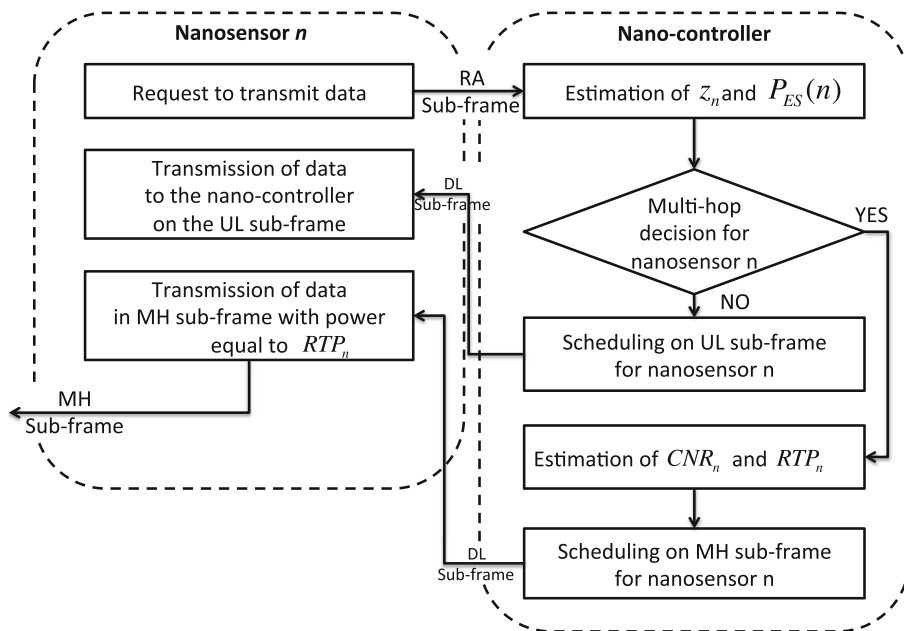 Nanosensor n
Request to transmit data
Transmission of data
to the nano-controller
on the UL sub-frame
Transmission of data
in MH sub-frame with power
equal to RTP_n
MH
Sub-frame
RA
Sub-frame
DL
Sub-frame
DL
Sub-frame
Nano-controller
Estimation of z_n and P_{ES}(n)
Multi-hop
decision for
nanosensor n
YES
NO
Scheduling on UL sub-frame
for nanosensor n
Estimation of CNR_n and RTP_n
Scheduling on MH sub-frame
for nanosensor n